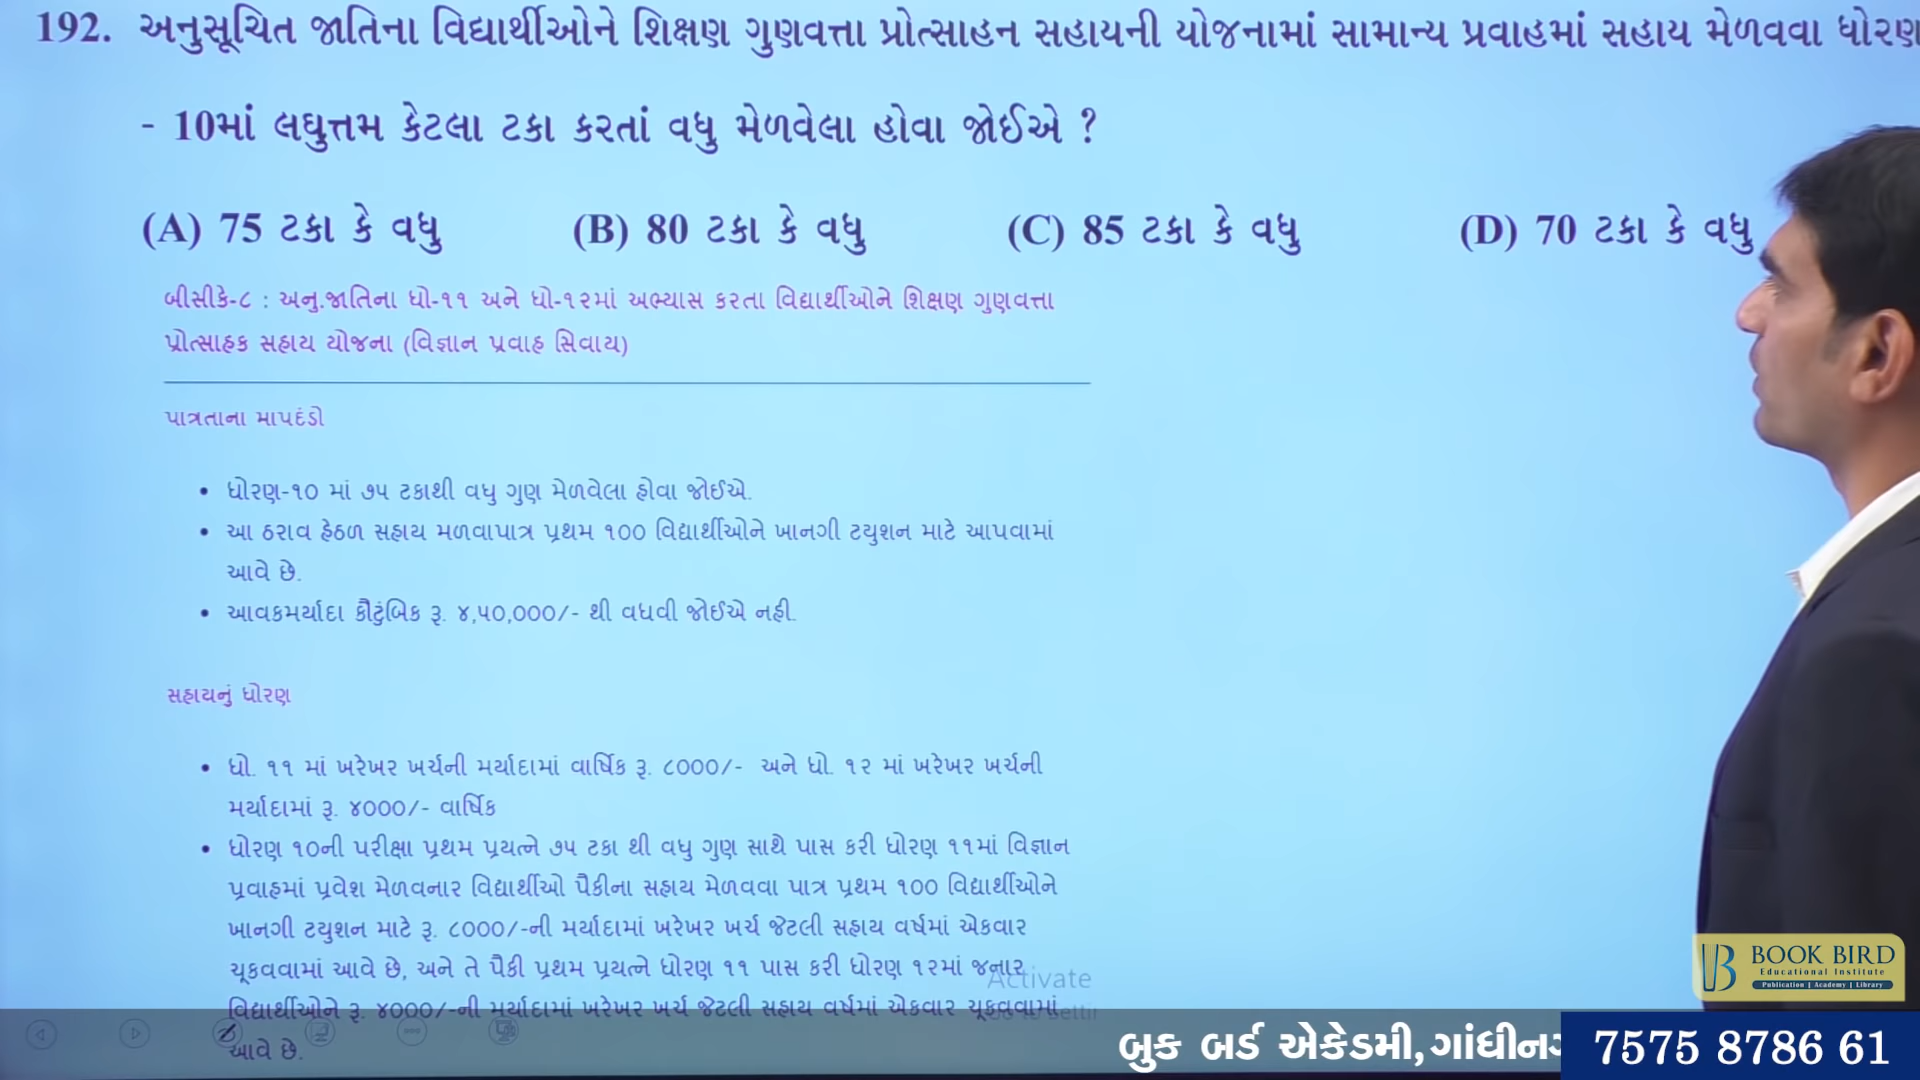 192. અનુસૂચિત જાતિના વિદ્યાર્થીઓને શિક્ષણ ગુણવત્તા પ્રોત્સાહન સહાયની યોજનામાં સામાન્ય પ્રવાહમાં સહાય મેળવવા ધોરણ
- 10માં લઘુત્તમ કેટલા ટકા કરતાં વધુ મેળવેલા હોવા જોઈએ ?
(A) 75 ટકા કે વધુ (B) 80 ટકા કે વધુ (C) 85 ટકા કે વધુ (D) 70 ટકા કે વધુ
બીસીકે-૮ : અનુ.જાતિના ધો-૧૧ અને ધો-૧૨માં અભ્યાસ કરતા વિદ્યાર્થીઓને શિક્ષણ ગુણવત્તા
પ્રોત્સાહક સહાય યોજના (વિજ્ઞાન પ્રવાહ સિવાય)
પાત્રતાના માપદંડો
• ધોરણ-૧૦ માં ૭૫ ટકાથી વધુ ગુણ મેળવેલા હોવા જોઈએ.
• આ ઠરાવ હેઠળ સહાય મળવાપાત્ર પ્રથમ ૧૦૦ વિદ્યાર્થીઓને ખાનગી ટયુશન માટે આપવામાં
આવે છે.
• આવકમર્યાદા કૌટુંબિક રૂ. ૪,૫૦,૦૦૦/- થી વધવી જોઈએ નહી.
સહાયનું ધોરણ
• ધો. ૧૧ માં ખરેખર ખર્ચની મર્યાદામાં વાર્ષિક રૂ. ૮૦૦૦/- અને ધો. ૧૨ માં ખરેખર ખર્ચની
મર્યાદામાં રૂ. ૪૦૦૦/- વાર્ષિક
• ધોરણ ૧૦ની પરીક્ષા પ્રથમ પ્રયત્ને ૭૫ ટકા થી વધુ ગુણ સાથે પાસ કરી ધોરણ ૧૧માં વિજ્ઞાન
પ્રવાહમાં પ્રવેશ મેળવનાર વિદ્યાર્થીઓ પૈકીના સહાય મેળવવા પાત્ર પ્રથમ ૧૦૦ વિદ્યાર્થીઓને
ખાનગી ટયુશન માટે રૂ. ૮૦૦૦/-ની મર્યાદામાં ખરેખર ખર્ચ જેટલી સહાય વર્ષમાં એકવાર
ચૂકવવામાં આવે છે, અને તે પૈકી પ્રથમ પ્રયત્ને ધોરણ ૧૧ પાસ કરી ધોરણ ૧૨માં જનાર
Activate
વિદ્યાર્થીઓને રૂ. ૪૦૦૦/-ની મર્યાદામાં ખરેખર ખર્ચ જેટલી સહાય વર્ષમાં એકવાર ચૂકવવામાં
આવે છે.
BOOK BIRD
Educational Institute
Publication | Academy | Library
બુક બર્ડ એકેડમી, ગાંધીનગ
7575 8786 61